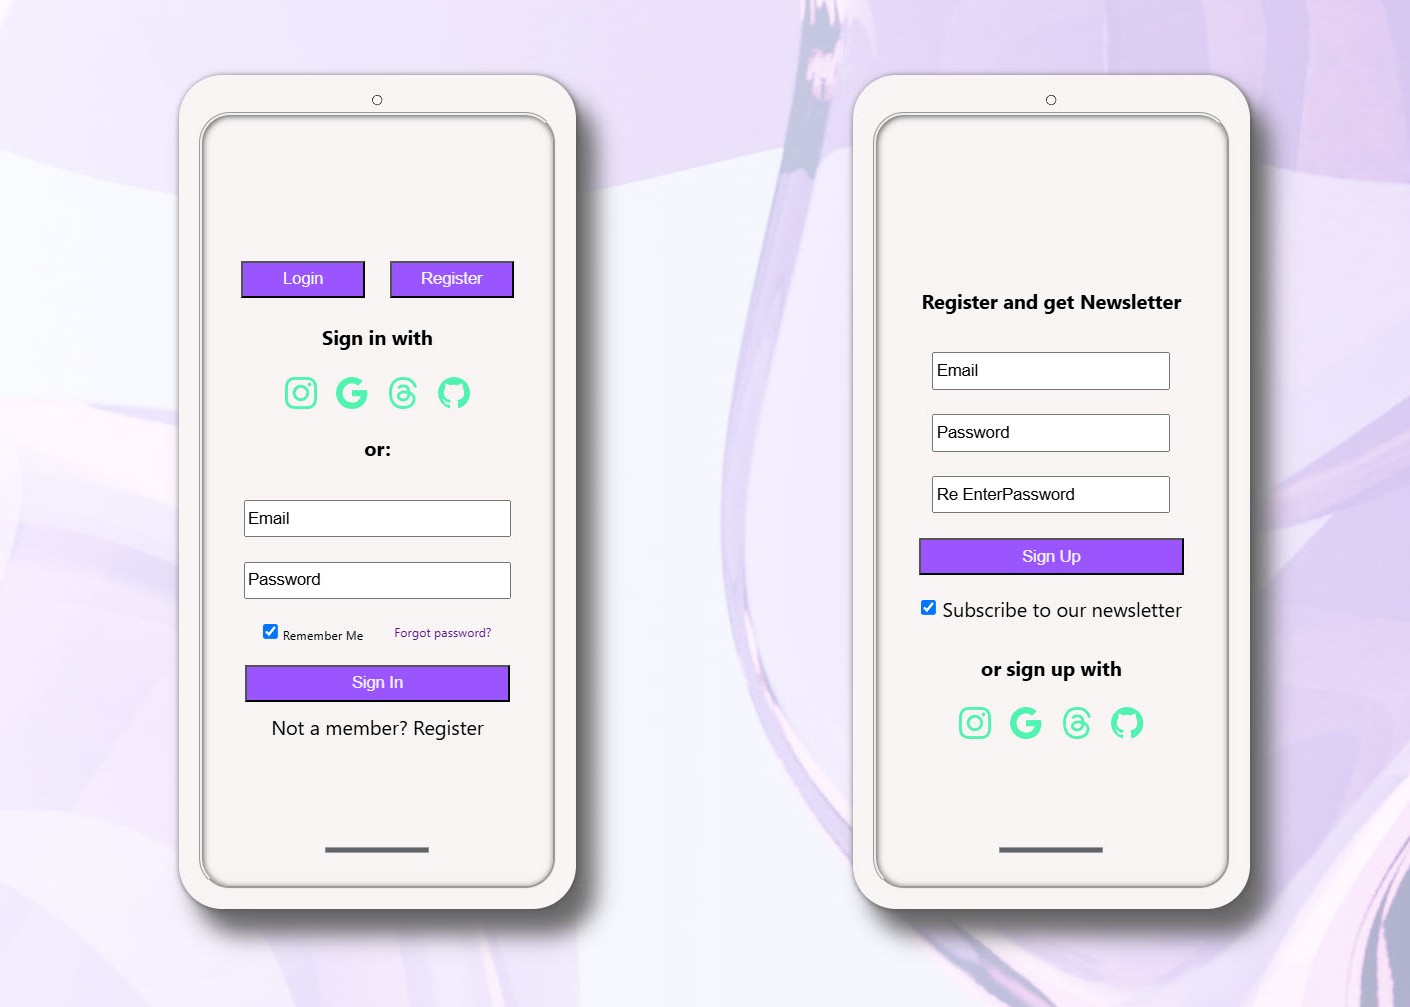 Login
Register
Sign in with
or:
Email
Password
Remember Me
Forgot password?
Sign In
Not a member? Register
Register and get Newsletter
Email
Password
Re EnterPassword
Sign Up
Subscribe to our newsletter
or sign up with